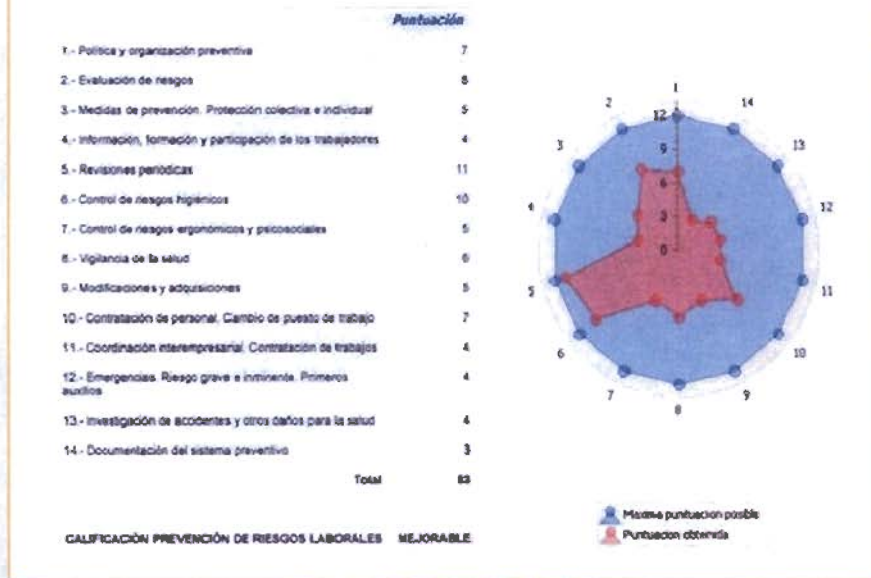 Puntuación
1.- Política y organización preventiva 7
2.- Evaluación de riesgos 8
3.- Medidas de prevención. Protección colectiva e individual 5
4.- Información, formación y participación de los trabajadores 4
5.- Revisiones periódicas 11
6.- Control de riesgos higiénicos 10
7.- Control de riesgos ergonómicos y psicosociales 5
8.- Vigilancia de la salud 6
9.- Modificaciones y adquisiciones 5
10.- Contratación de personal. Cambio de puesto de trabajo 7
11.- Coordinación interempresarial. Contratación de trabajos 4
12.- Emergencias. Riesgo grave e inminente. Primeros
auxilios 4
13.- Investigación de accidentes y otros daños para la salud 4
14.- Documentación del sistema preventivo 3
Total 83
CALIFICACIÓN PREVENCIÓN DE RIESGOS LABORALES MEJORABLE
1
2
14
12
3
13
9
6
4
12
3
0
5
11
6
10
7
9
8
Máxima puntuacion posible
Puntuacion obtenida